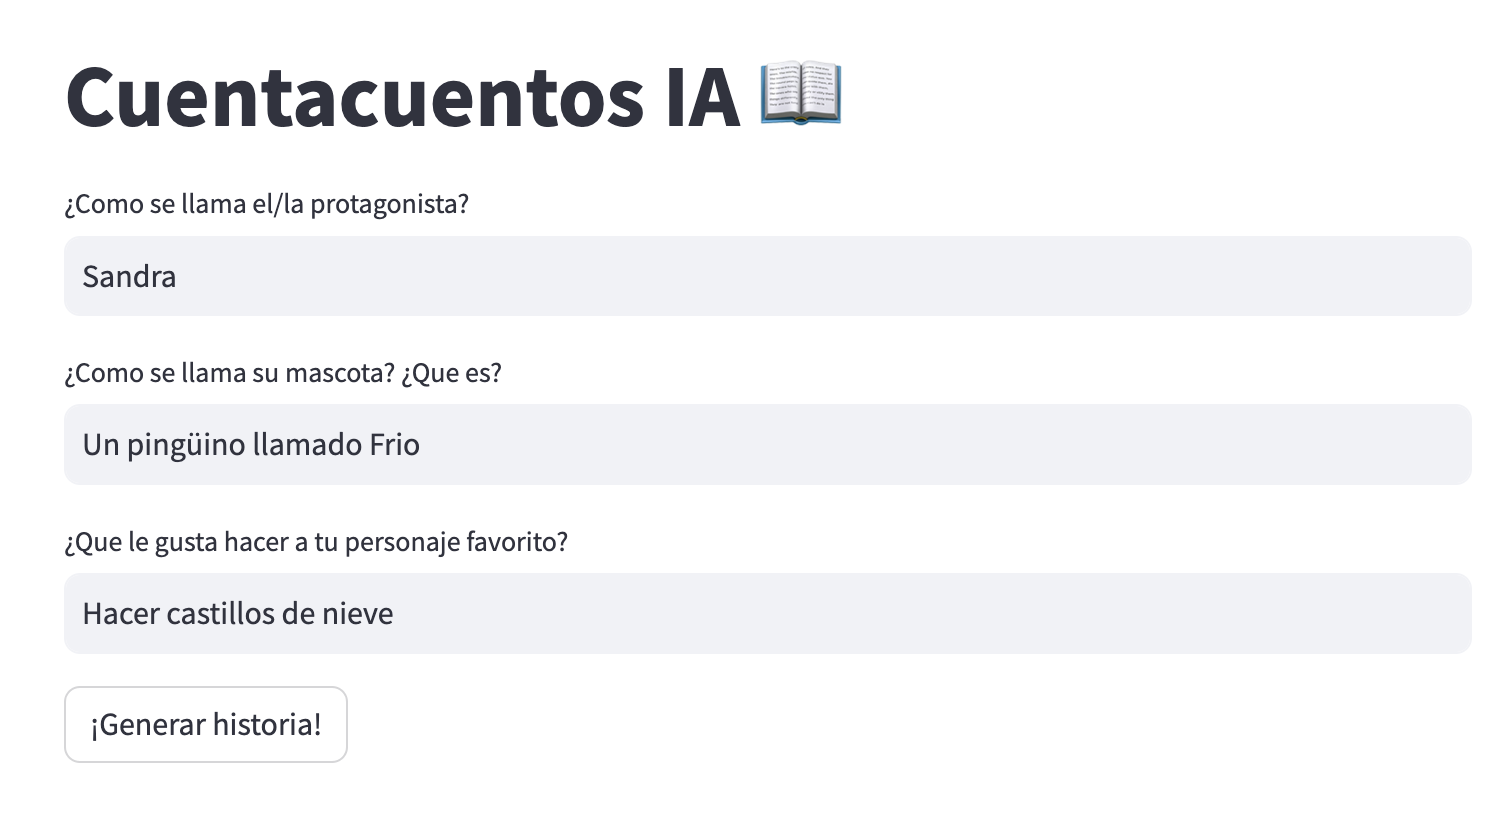 Cuentacuentos IA 📖
¿Como se llama el/la protagonista?
Sandra
¿Como se llama su mascota? ¿Que es?
Un pingüino llamado Frio
¿Que le gusta hacer a tu personaje favorito?
Hacer castillos de nieve
¡Generar historia!